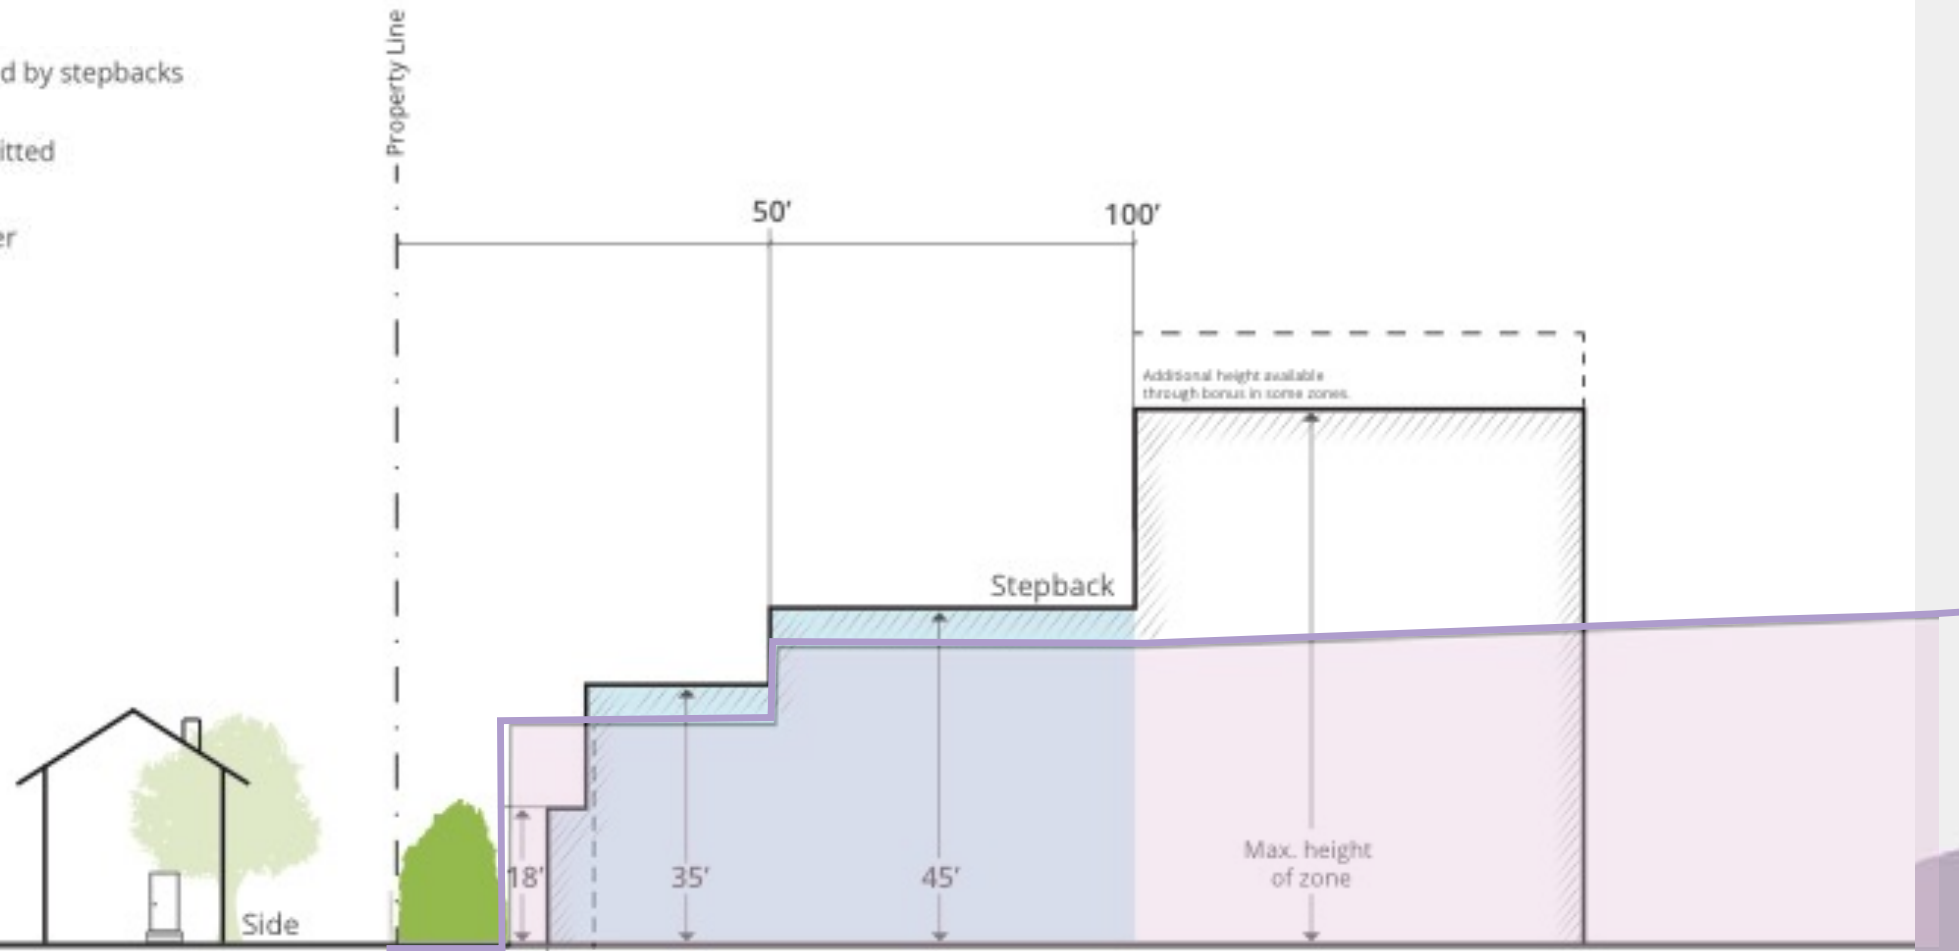 d by stepbacks
itted
er
Property Line
50’
100’
Additional height available
through bonus in some zones.
Stepback
18’
35’
45’
Max. height
of zone
Side